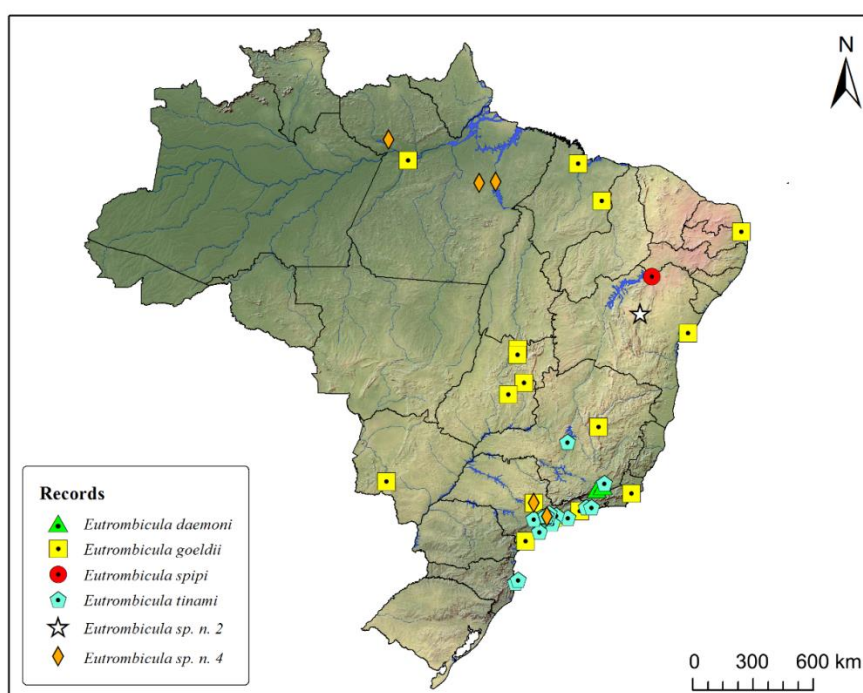 N
Records
Eutrombicula daemoni
Eutrombicula goeldii
Eutrombicula spipi
Eutrombicula tinami
Eutrombicula sp. n. 2
Eutrombicula sp. n. 4
0 300 600 km